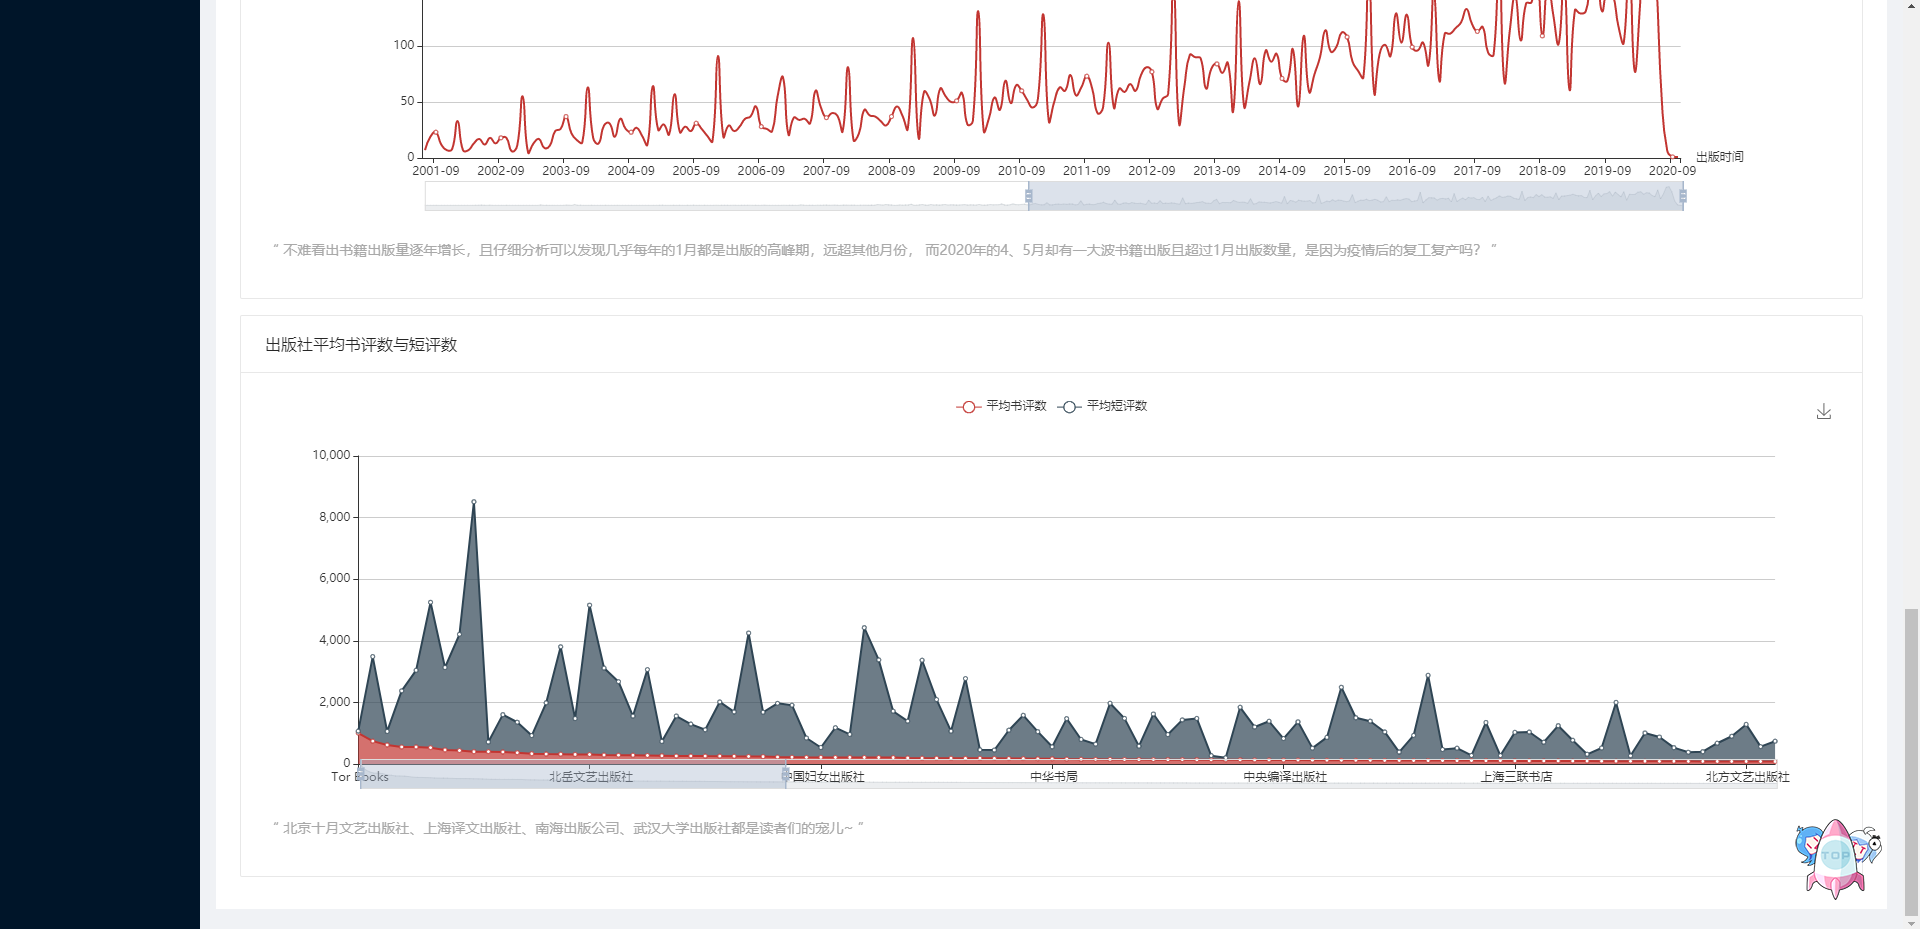 100
50
0
出版时间
2001-09 2002-09 2003-09 2004-09 2005-09 2006-09 2007-09 2008-09 2009-09 2010-09 2011-09 2012-09 2013-09 2014-09 2015-09 2016-09 2017-09 2018-09 2019-09 2020-09
“ 不难看出书籍出版量逐年增长，且仔细分析可以发现几乎每年的1月都是出版的高峰期，远超其他月份， 而2020年的4、5月却有一大波书籍出版且超过1月出版数量，是因为疫情后的复工复产吗？ ”
出版社平均书评数与短评数
平均书评数 平均短评数
10,000
8,000
6,000
4,000
2,000
0
Tor Books 北岳文艺出版社 中国妇女出版社 中华书局 中央编译出版社 上海三联书店 北方文艺出版社
“ 北京十月文艺出版社、上海译文出版社、南海出版公司、武汉大学出版社都是读者们的宠儿~ ”
TOP